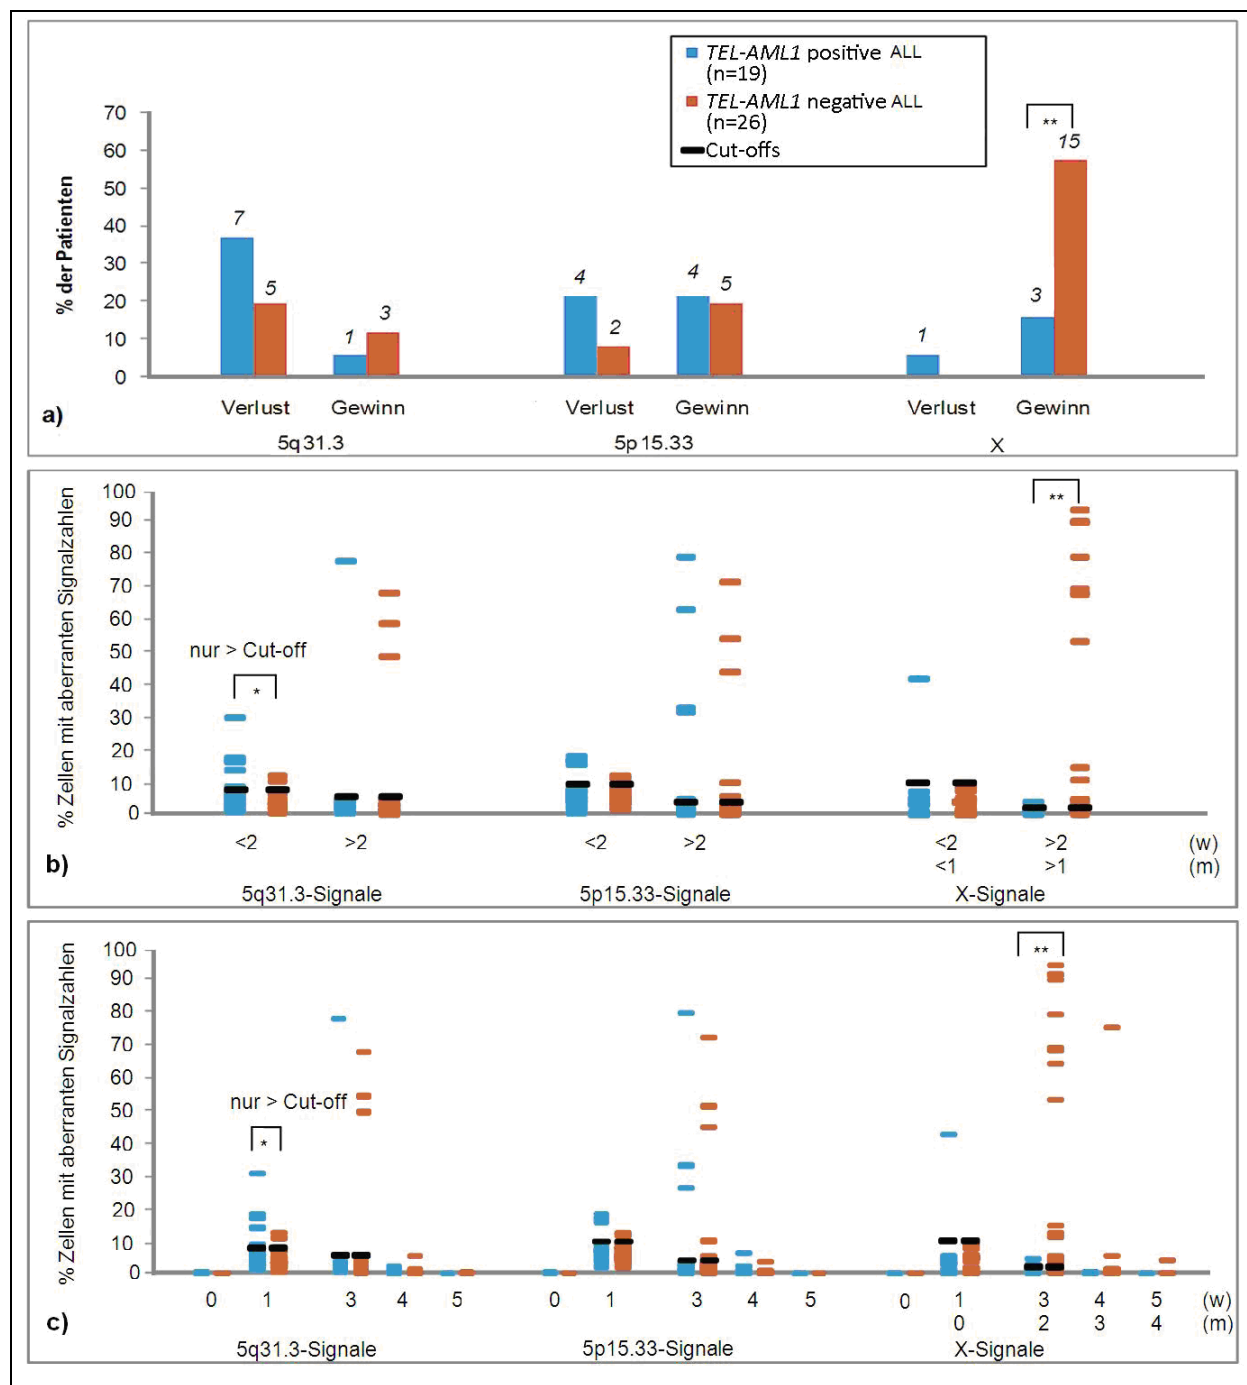 TEL-AML1 positive ALL
(n=19)
TEL-AML1 negative ALL
(n=26)
Cut-offs
% der Patienten
70
60
50
40
30
20
10
0
7
5
1
3
4
2
4
5
1
3
15
**
Verlust Gewinn Verlust Gewinn Verlust Gewinn
5q31.3 5p15.33 X
a)
% Zellen mit aberranten Signalzahlen
100
90
80
70
60
50
40
30
20
10
0
nur > Cut-off
*
**
<2 >2 <2 >2 <2 >2 (w)
<1 >1 (m)
5q31.3-Signale 5p15.33-Signale X-Signale
b)
% Zellen mit aberranten Signalzahlen
100
90
80
70
60
50
40
30
20
10
0
nur > Cut-off
*
**
0 1 3 4 5 0 1 3 4 5 0 1 3 4 5 (w)
0 2 3 4 (m)
5q31.3-Signale 5p15.33-Signale X-Signale
c)